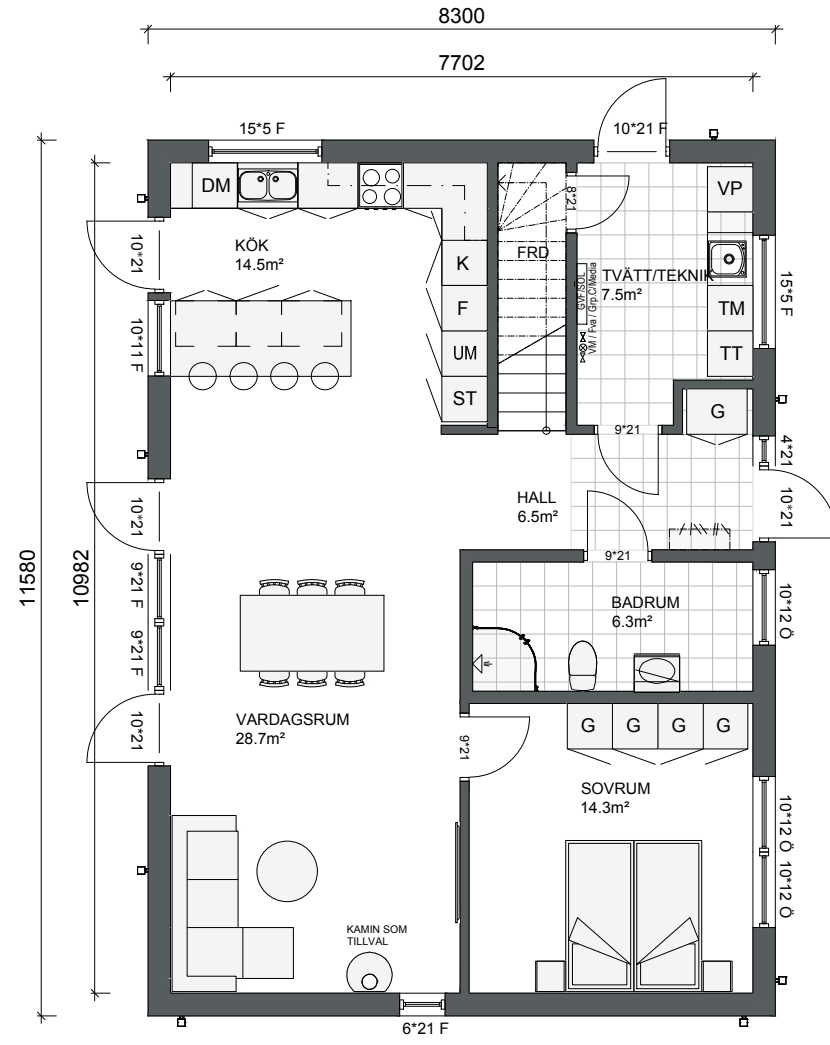 8300
7702
15*5 F
10*21 F
DM
VP
8*21
10*21
KÖK
14.5m²
FRD
K
TVÄTT/TEKNIK
7.5m²
GVF/SOL
VM / Fva / Grp.C/Media
15*5 F
F
TM
10*11 F
UM
TT
ST
G
9*21
4*21
10*21
HALL
6.5m²
10*21
11580
10982
9*21
9*21 F
9*21 F
BADRUM
6.3m²
10*12 Ö
VARDAGSRUM
28.7m²
10*21
9*21
G
G
G
G
SOVRUM
14.3m²
10*12 Ö
10*12 Ö
KAMIN SOM
TILLVAL
6*21 F